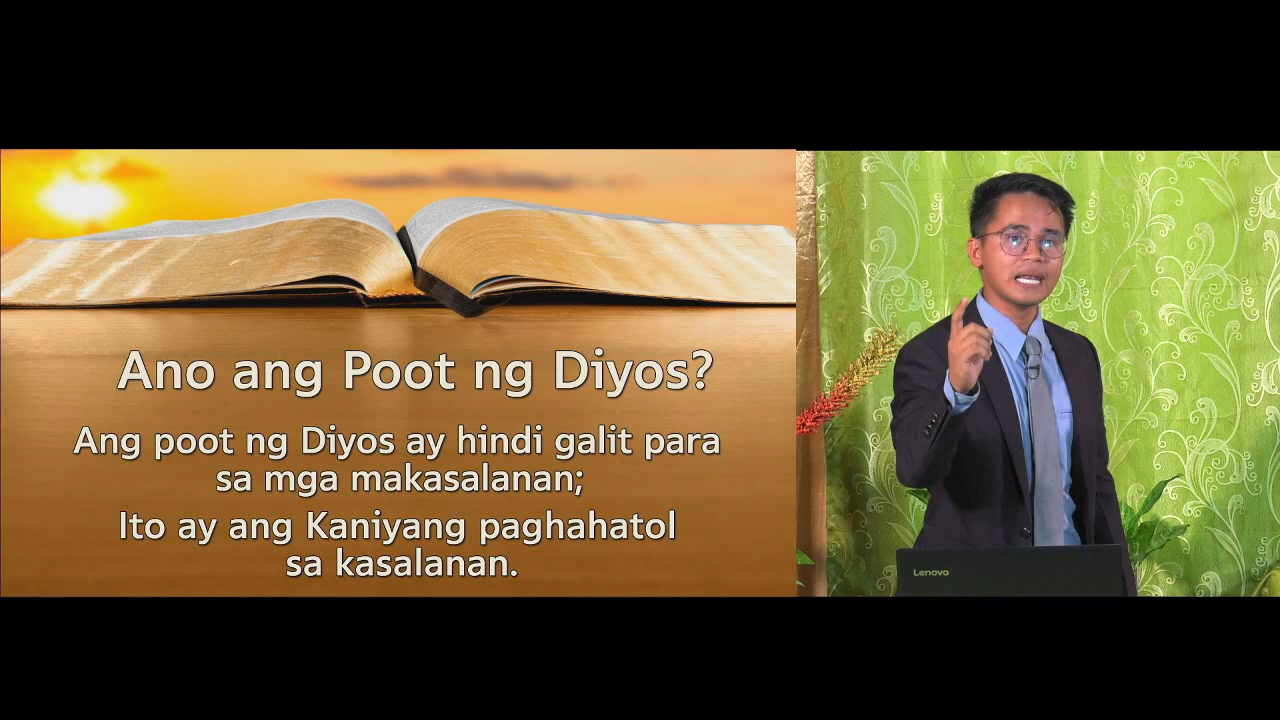 Ano ang Poot ng Diyos?
Ang poot ng Diyos ay hindi galit para
sa mga makasalanan;
Ito ay ang Kaniyang paghahatol
sa kasalanan.
Lenovo